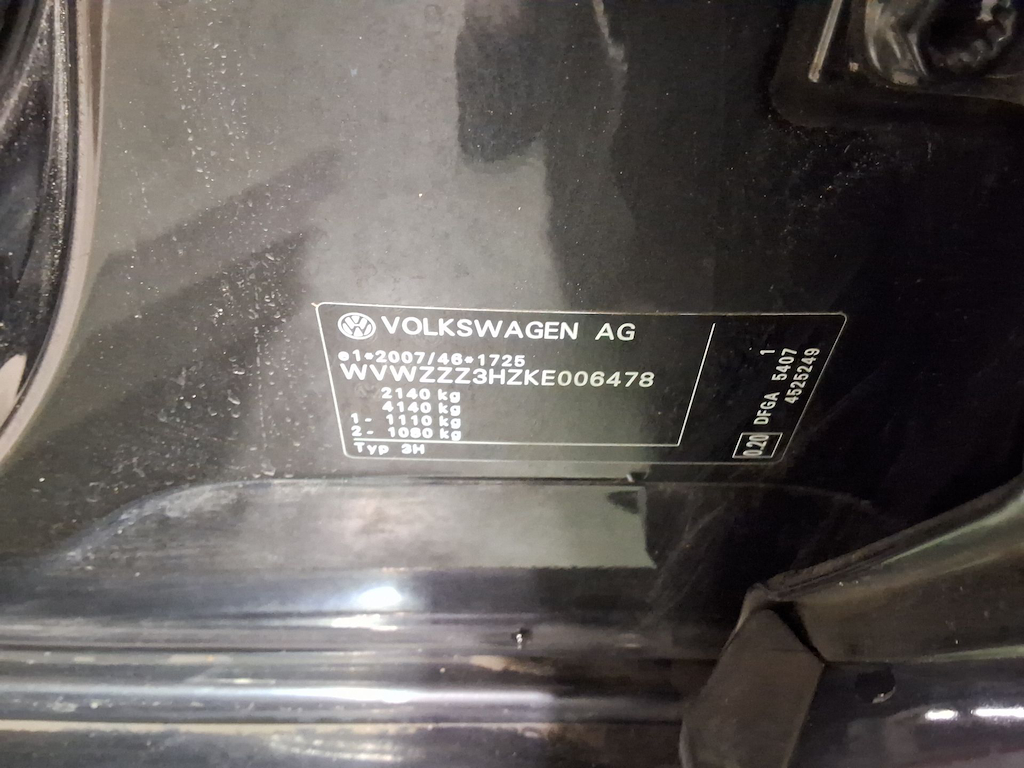 VOLKSWAGEN AG
e1*2007/46*1725
WVWZZZ3HZKE006478
2140 kg
4140 kg
1- 1110 kg
2- 1080 kg
Typ 3H
0.20
DFGA 5407 1
4525249